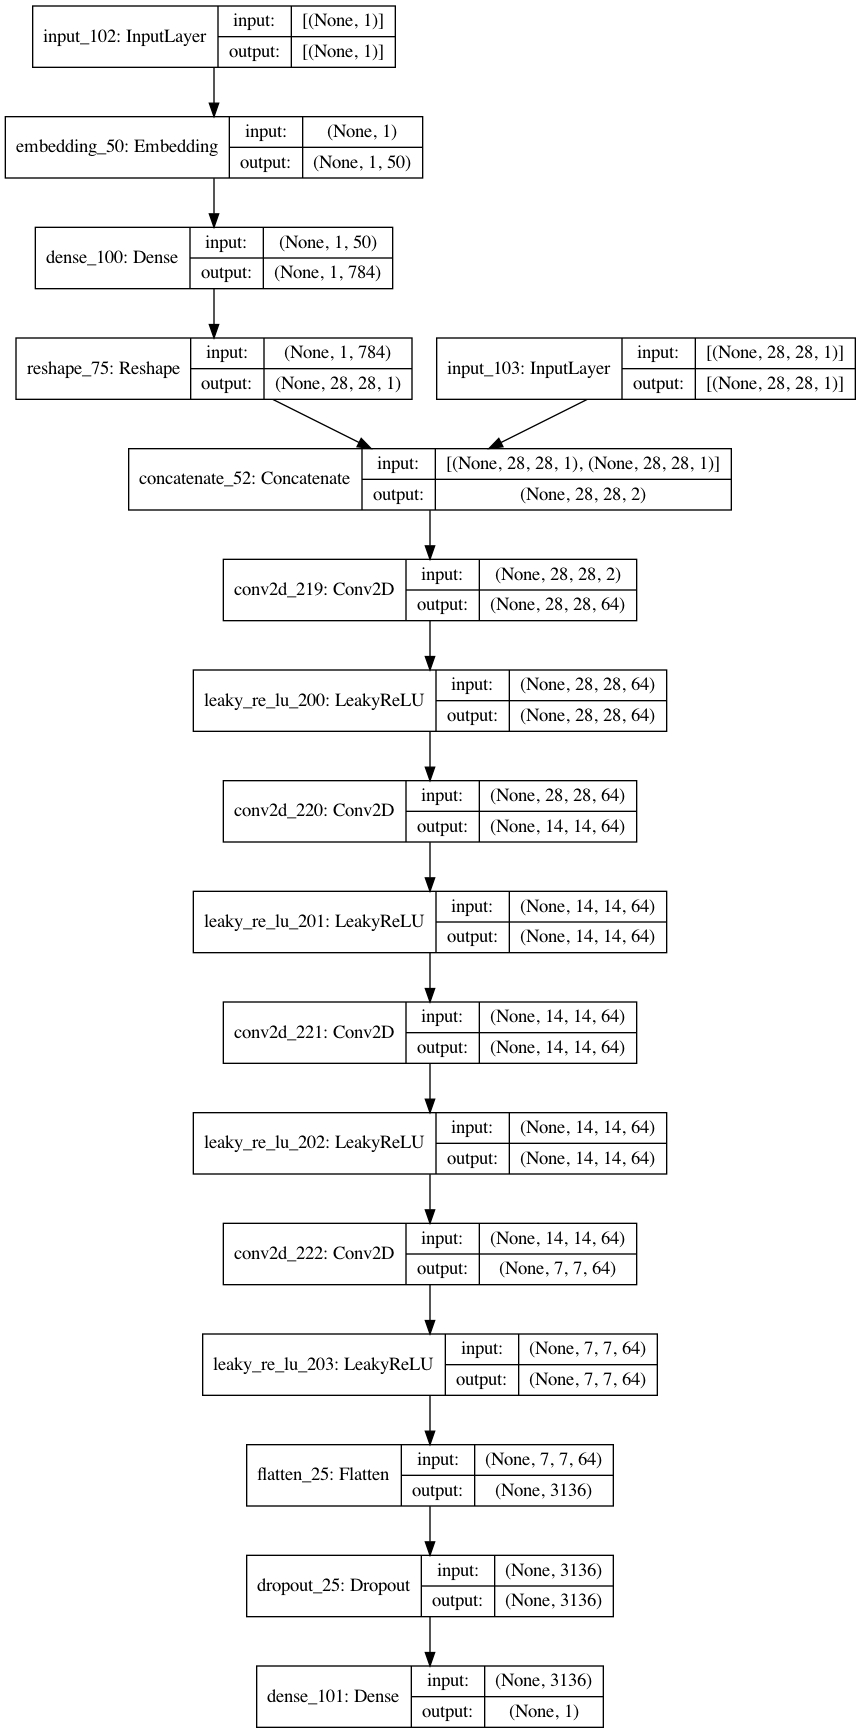 input_102: InputLayer
input: [(None, 1)]
output: [(None, 1)]
embedding_50: Embedding
input: (None, 1)
output: (None, 1, 50)
dense_100: Dense
input: (None, 1, 50)
output: (None, 1, 784)
reshape_75: Reshape
input: (None, 1, 784)
output: (None, 28, 28, 1)
input_103: InputLayer
input: [(None, 28, 28, 1)]
output: [(None, 28, 28, 1)]
concatenate_52: Concatenate
input: [(None, 28, 28, 1), (None, 28, 28, 1)]
output: (None, 28, 28, 2)
conv2d_219: Conv2D
input: (None, 28, 28, 2)
output: (None, 28, 28, 64)
leaky_re_lu_200: LeakyReLU
input: (None, 28, 28, 64)
output: (None, 28, 28, 64)
conv2d_220: Conv2D
input: (None, 28, 28, 64)
output: (None, 14, 14, 64)
leaky_re_lu_201: LeakyReLU
input: (None, 14, 14, 64)
output: (None, 14, 14, 64)
conv2d_221: Conv2D
input: (None, 14, 14, 64)
output: (None, 14, 14, 64)
leaky_re_lu_202: LeakyReLU
input: (None, 14, 14, 64)
output: (None, 14, 14, 64)
conv2d_222: Conv2D
input: (None, 14, 14, 64)
output: (None, 7, 7, 64)
leaky_re_lu_203: LeakyReLU
input: (None, 7, 7, 64)
output: (None, 7, 7, 64)
flatten_25: Flatten
input: (None, 7, 7, 64)
output: (None, 3136)
dropout_25: Dropout
input: (None, 3136)
output: (None, 3136)
dense_101: Dense
input: (None, 3136)
output: (None, 1)